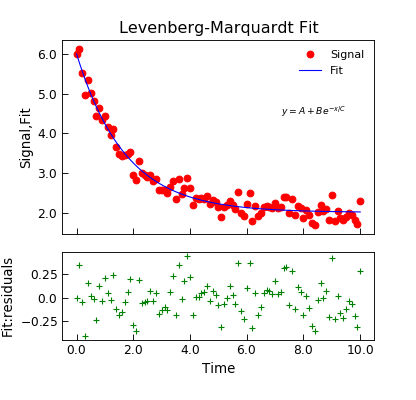 Levenberg-Marquardt Fit
6.0
5.0
4.0
3.0
2.0
Signal,Fit
Signal
Fit
y = A + Be^{-x/C}
0.25
0.00
−0.25
Fit:residuals
0.0 2.0 4.0 6.0 8.0 10.0
Time